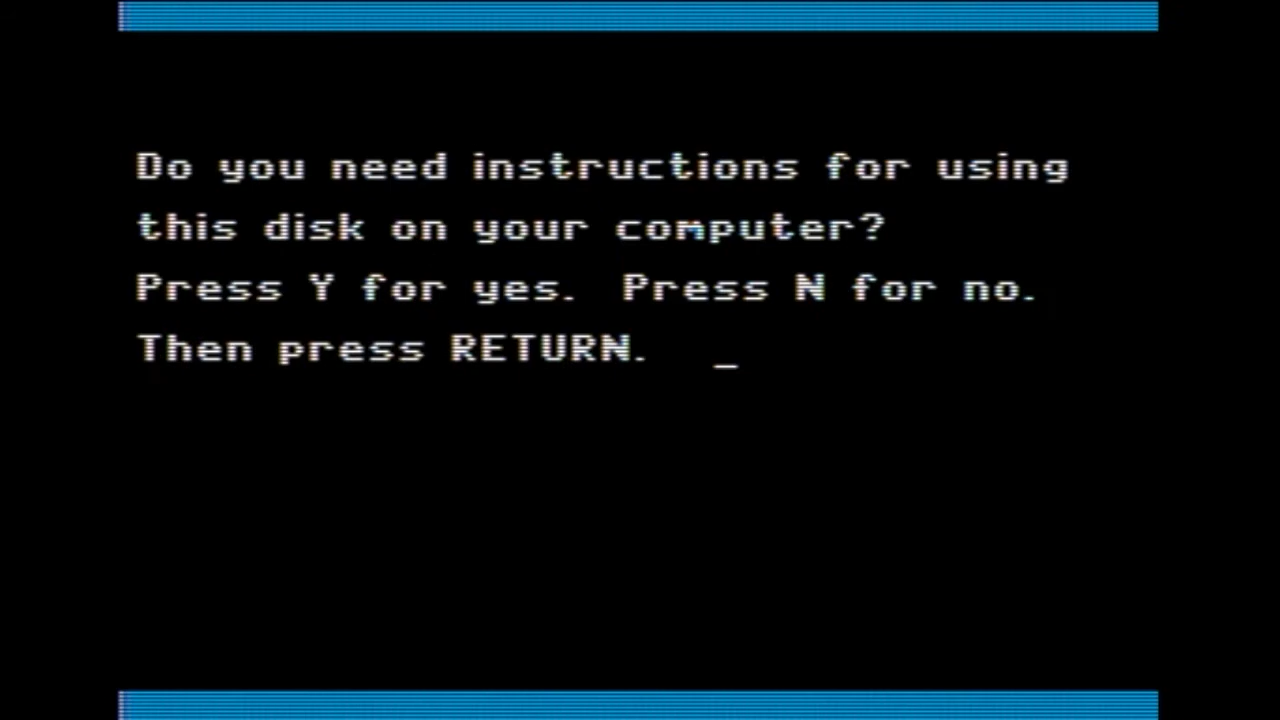 Do you need instructions for using
this disk on your computer?
Press Y for yes.  Press N for no.
Then press RETURN.   _